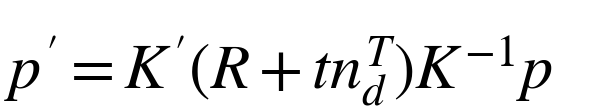 p′ = K′(R + tn_d^T)K^{−1}p